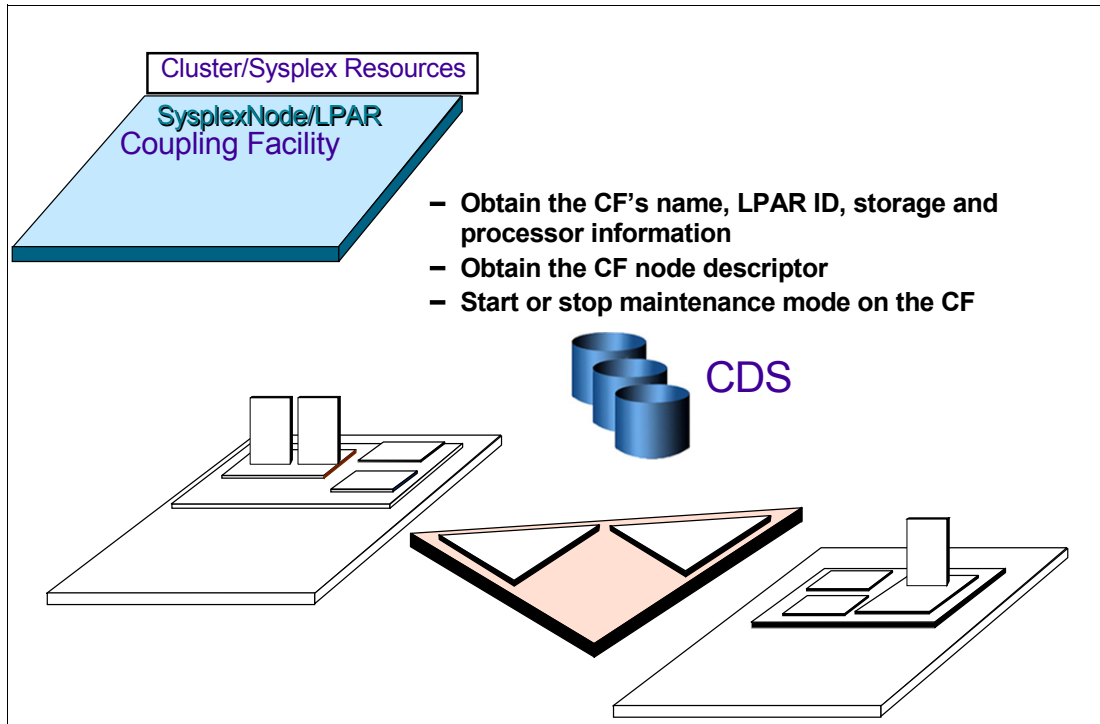 Cluster/Sysplex Resources
SysplexNode/LPAR
Coupling Facility
– Obtain the CF’s name, LPAR ID, storage and
processor information
– Obtain the CF node descriptor
– Start or stop maintenance mode on the CF
CDS